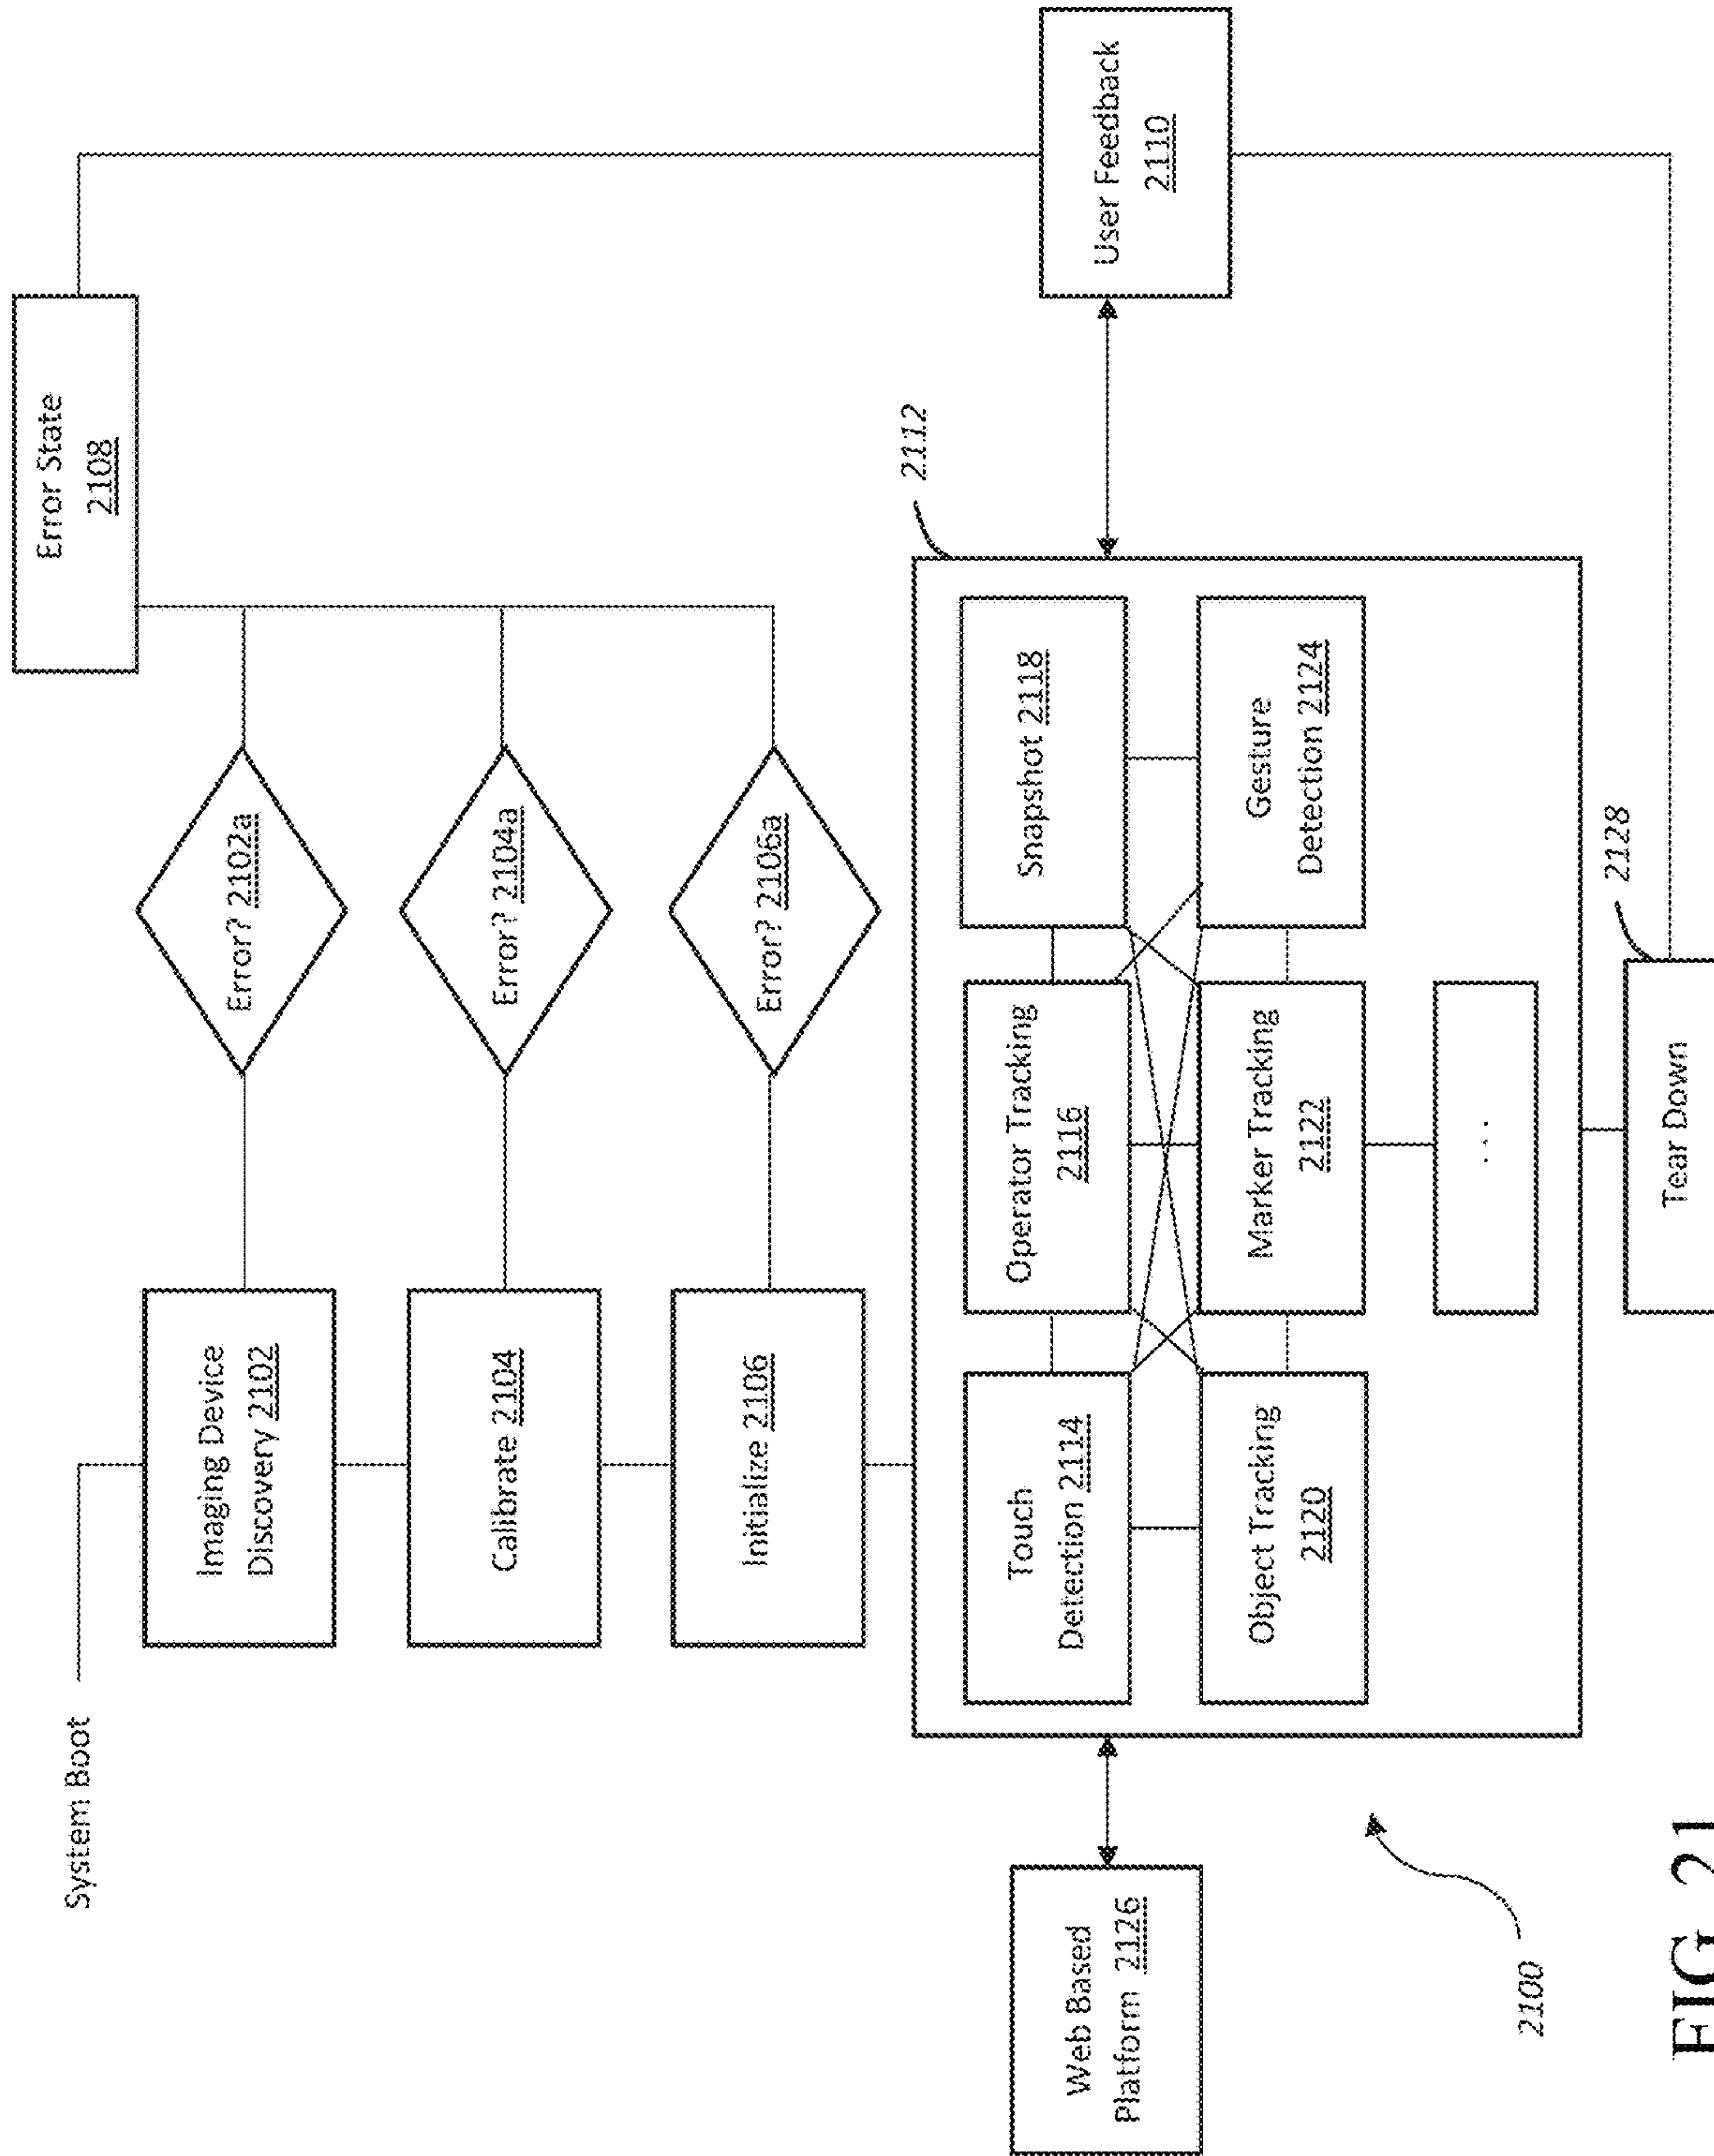 System Boot
Error State
2108
Imaging Device
Discovery 2102
Error? 2102a
Calibrate 2104
Error? 2104a
Initialize 2106
Error? 2106a
2112
Web Based
Platform 2126
Touch
Detection 2114
Operator Tracking
2116
Snapshot 2118
User Feedback
2110
Object Tracking
2120
Marker Tracking
2122
Gesture
Detection 2124
...
2100
2128
Tear Down
FIG. 21